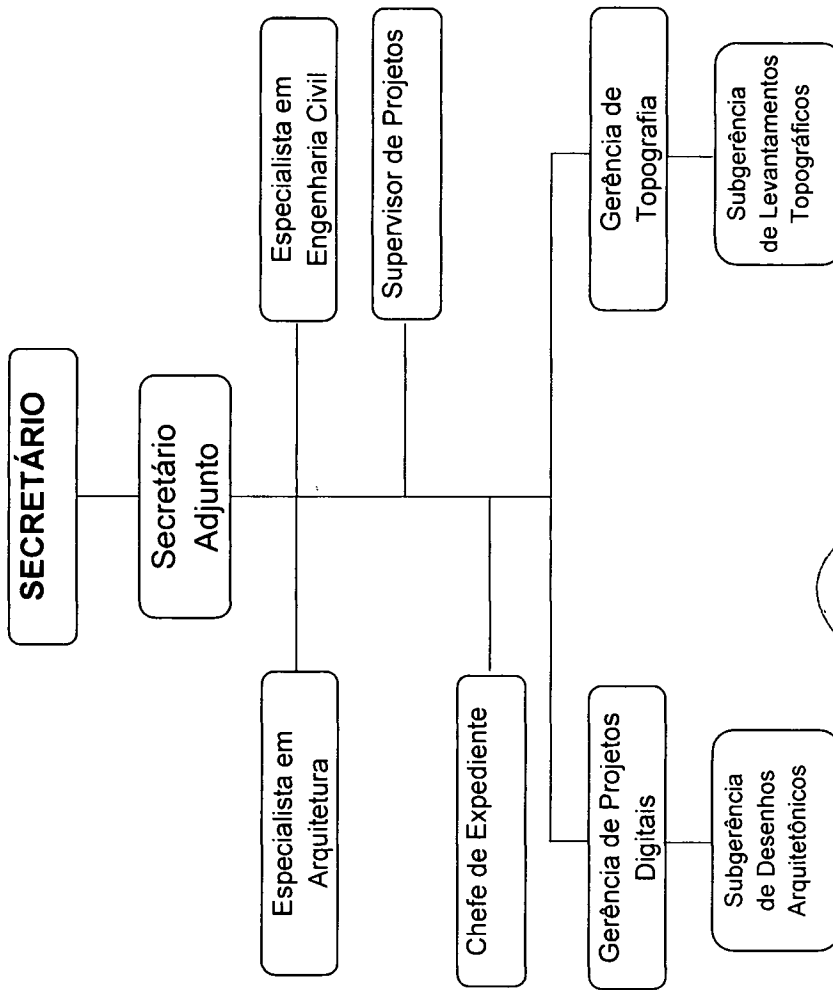 SECRETÁRIO
Secretário
Adjunto
Especialista em
Arquitetura
Especialista em
Engenharia Civil
Supervisor de Projetos
Chefe de Expediente
Gerência de Projetos
Digitais
Gerência de
Topografia
Subgerência
de Desenhos
Arquitetônicos
Subgerência
de Levantamentos
Topográficos